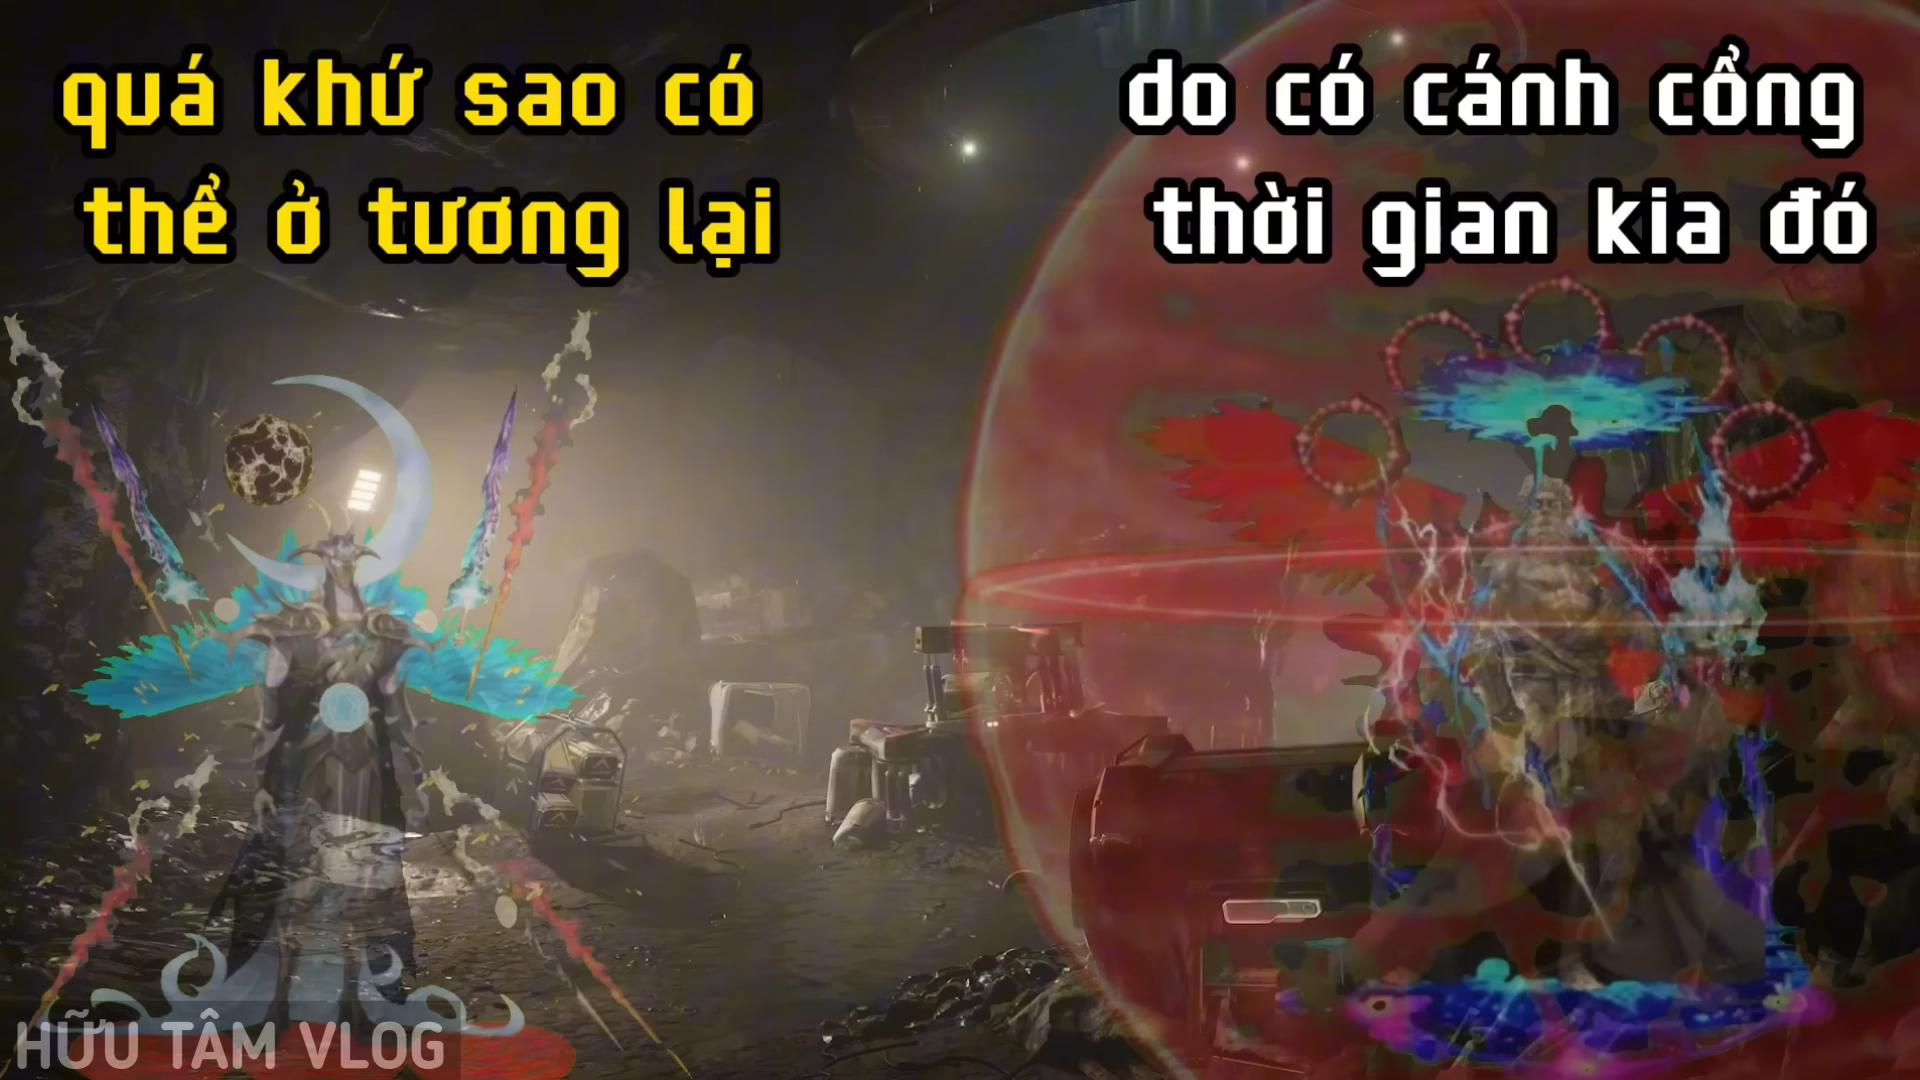 quá khứ sao có
thể ở tương lại
do có cánh cổng
thời gian kia đó
HỮU TÂM VLOG